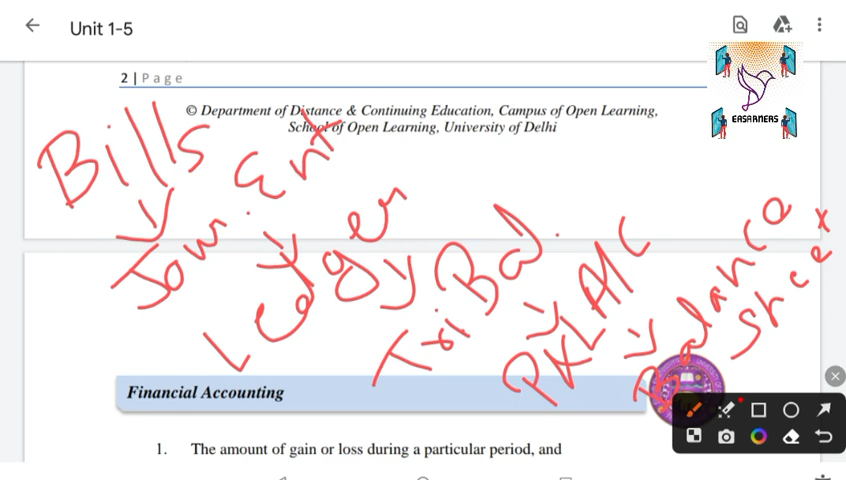 Unit 1-5
EASARNERS
2 | Page
© Department of Distance & Continuing Education, Campus of Open Learning,
School of Open Learning, University of Delhi
Bills
Jour. Ent
Ledger
Tri Bal.
P&L A/C
Balance
Sheet
Financial Accounting
1. The amount of gain or loss during a particular period, and